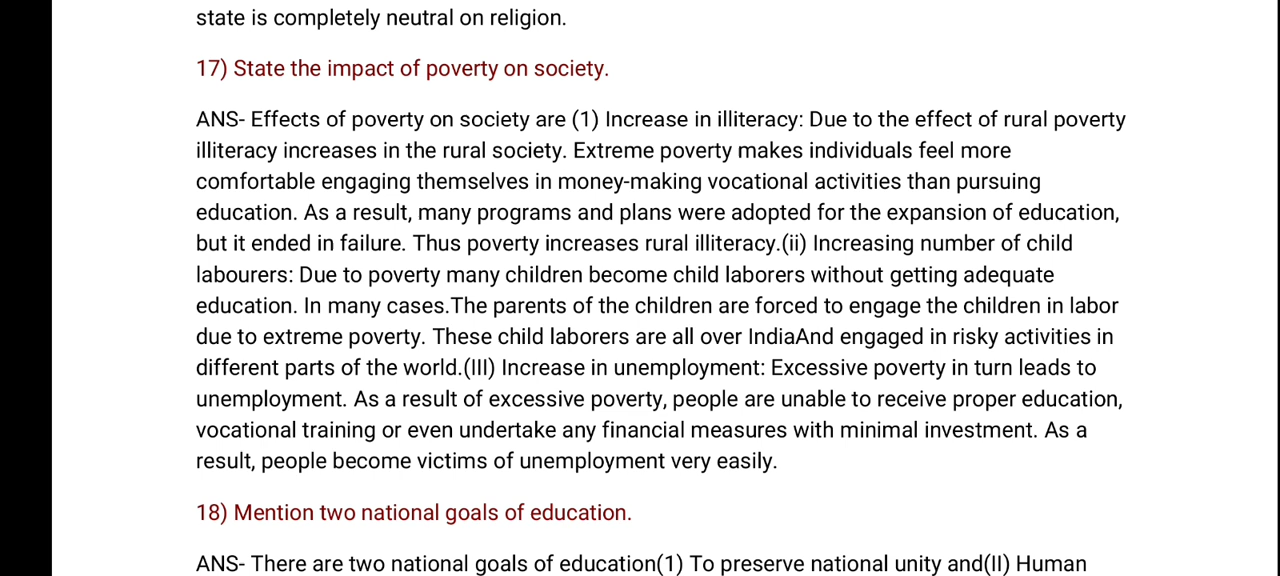 state is completely neutral on religion.
17) State the impact of poverty on society.
ANS- Effects of poverty on society are (1) Increase in illiteracy: Due to the effect of rural poverty
illiteracy increases in the rural society. Extreme poverty makes individuals feel more
comfortable engaging themselves in money-making vocational activities than pursuing
education. As a result, many programs and plans were adopted for the expansion of education,
but it ended in failure. Thus poverty increases rural illiteracy.(ii) Increasing number of child
labourers: Due to poverty many children become child laborers without getting adequate
education. In many cases.The parents of the children are forced to engage the children in labor
due to extreme poverty. These child laborers are all over IndiaAnd engaged in risky activities in
different parts of the world.(III) Increase in unemployment: Excessive poverty in turn leads to
unemployment. As a result of excessive poverty, people are unable to receive proper education,
vocational training or even undertake any financial measures with minimal investment. As a
result, people become victims of unemployment very easily.
18) Mention two national goals of education.
ANS- There are two national goals of education(1) To preserve national unity and(II) Human